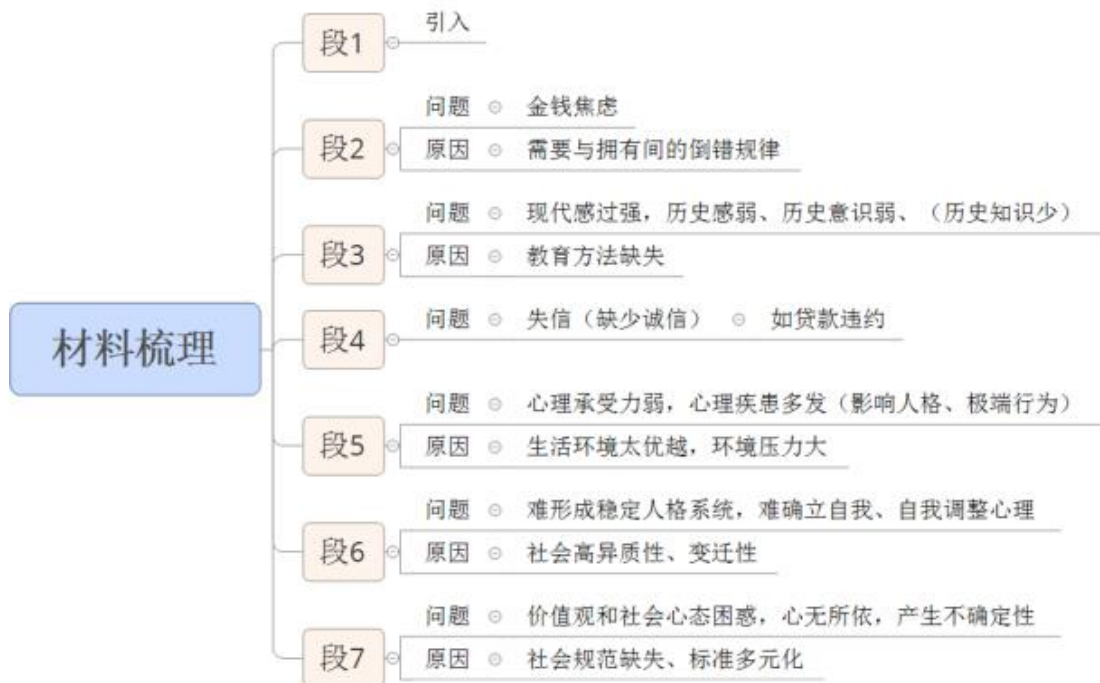 材料梳理
段1
引入
段2
问题 金钱焦虑
原因 需要与拥有间的倒错规律
段3
问题 现代感过强，历史感弱、历史意识弱、（历史知识少）
原因 教育方法缺失
段4
问题 失信（缺少诚信） 如贷款违约
段5
问题 心理承受力弱，心理疾患多发（影响人格、极端行为）
原因 生活环境太优越，环境压力大
段6
问题 难形成稳定人格系统，难确立自我、自我调整心理
原因 社会高异质性、变迁性
段7
问题 价值观和社会心态困惑，心无所依，产生不确定性
原因 社会规范缺失、标准多元化